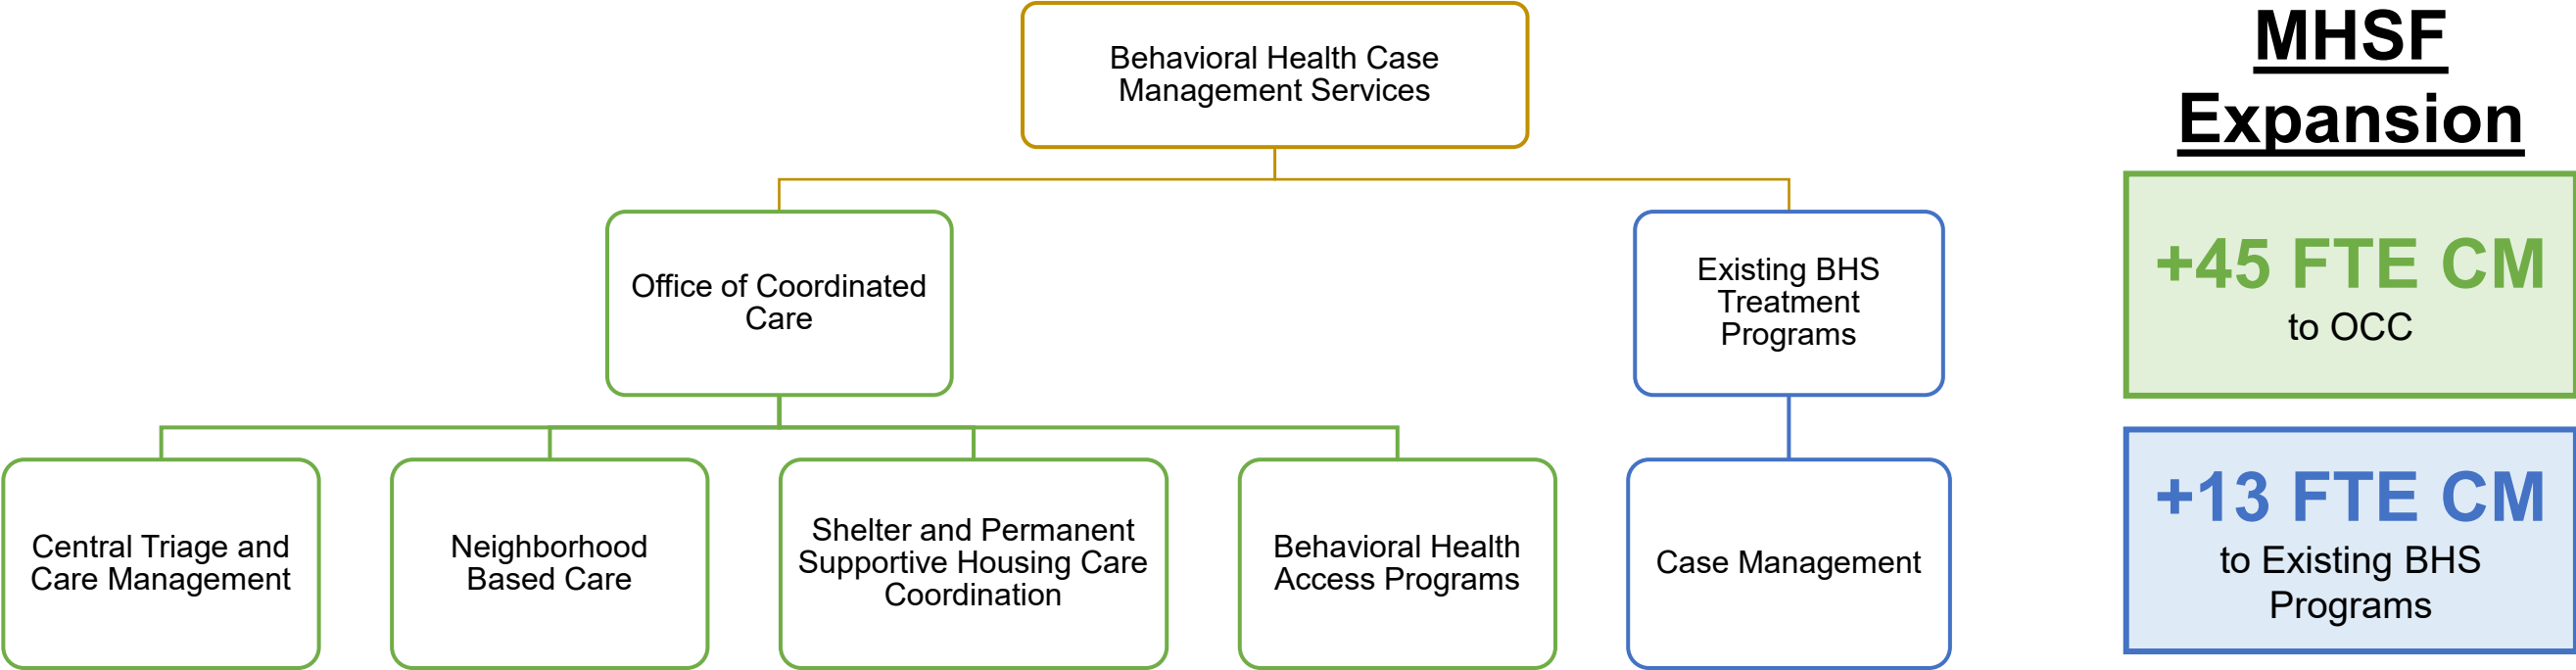 Behavioral Health Case
Management Services
Office of Coordinated
Care
Existing BHS
Treatment
Programs
Central Triage and
Care Management
Neighborhood
Based Care
Shelter and Permanent
Supportive Housing Care
Coordination
Behavioral Health
Access Programs
Case Management
MHSF
Expansion
+45 FTE CM
to OCC
+13 FTE CM
to Existing BHS
Programs